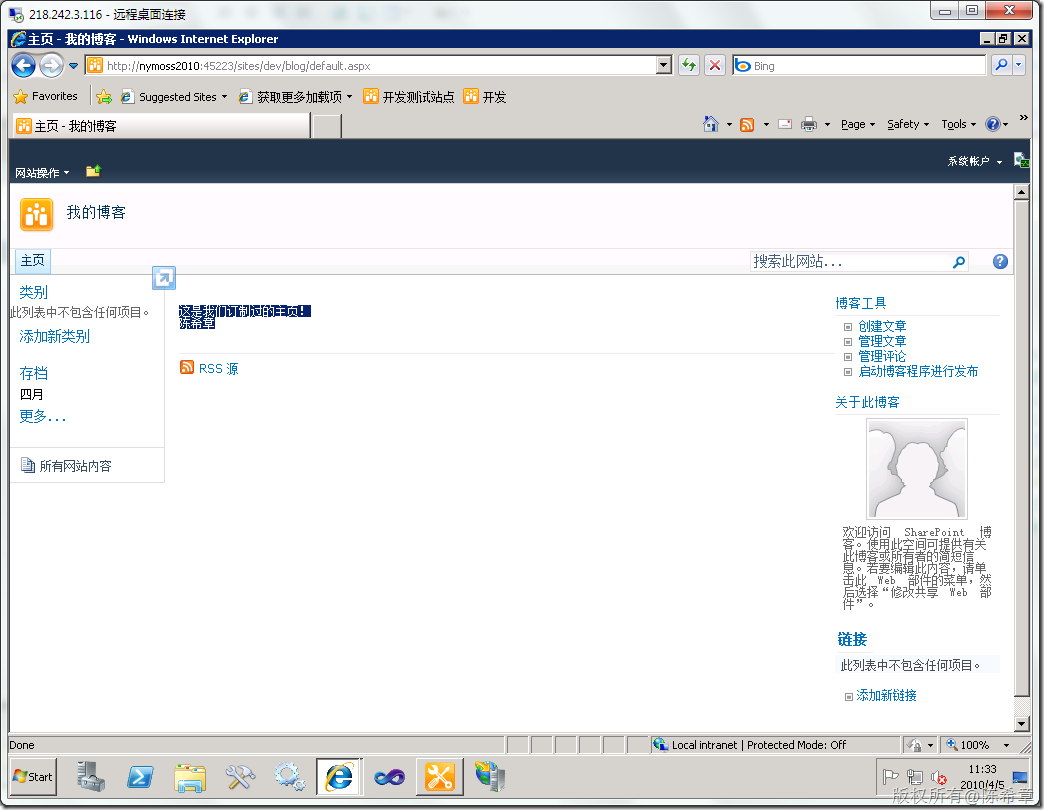 218.242.3.116 - 远程桌面连接
主页 - 我的博客 - Windows Internet Explorer
http://nymoss2010:45223/sites/dev/blog/default.aspx
Bing
Favorites
Suggested Sites
获取更多加载项
开发测试站点
开发
主页 - 我的博客
Page
Safety
Tools
»
网站操作
系统帐户
我的博客
主页
搜索此网站...
类别
此列表中不包含任何项目。
添加新类别
存档
四月
更多...
所有网站内容
这是我们订制过的主页!
陈希章
RSS 源
博客工具
创建文章
管理文章
管理评论
启动博客程序进行发布
关于此博客
欢迎访问 SharePoint 博
客。使用此空间可提供有关
此博客或所有者的简短信
息。若要编辑此内容，请单
击此 Web 部件的菜单，然
后选择“修改共享 Web 部
件”。
链接
此列表中不包含任何项目。
添加新链接
Done
Local intranet | Protected Mode: Off
100%
Start
11:33
2010/4/5
版权所有@陈希章